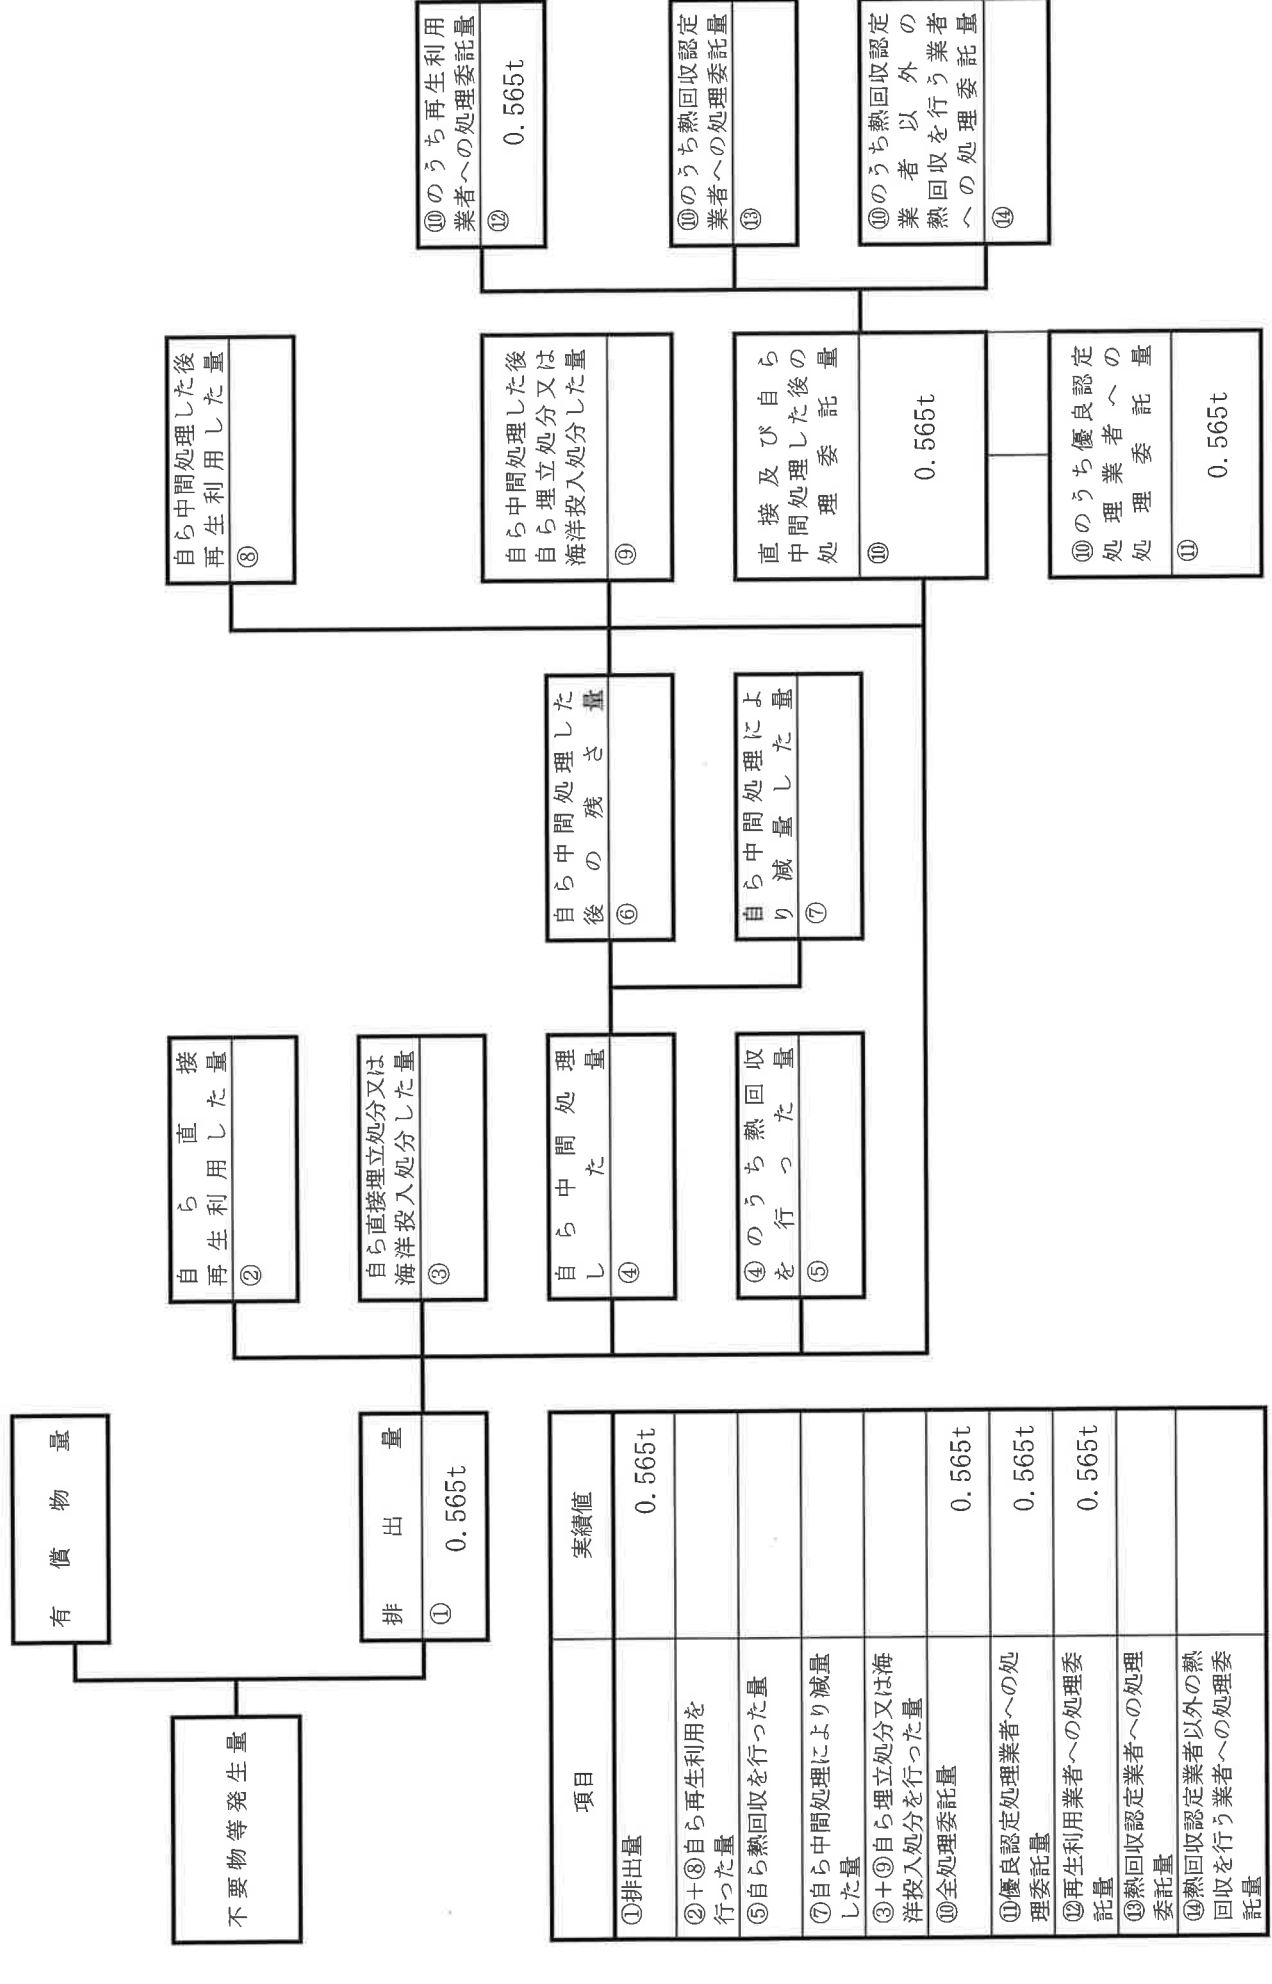 不要物等発生量
有償物量
排出量
① 0.565t
自ら直接
再生利用した量
②
自ら直接埋立処分又は
海洋投入処分した量
③
自ら中間処理
した量
④
④のうち熱回収
を行った量
⑤
自ら中間処理した
後の残さ量
⑥
自ら中間処理によ
り減量した量
⑦
自ら中間処理した後
再生利用した量
⑧
自ら中間処理した後
自ら埋立処分又は
海洋投入処分した量
⑨
直接及び自ら
中間処理した後の
処理委託量
⑩ 0.565t
⑩のうち優良認定
処理業者への
処理委託量
⑪ 0.565t
⑩のうち再生利用
業者への処理委託量
⑫ 0.565t
⑩のうち熱回収認定
業者への処理委託量
⑬
⑩のうち熱回収認定
業者以外の
熱回収を行う業者
への処理委託量
⑭
項目 実績値
①排出量 0.565t
②+⑧自ら再生利用を
行った量
⑤自ら熱回収を行った量
⑦自ら中間処理により減量
した量
③+⑨自ら埋立処分又は海
洋投入処分を行った量
⑩全処理委託量 0.565t
⑪優良認定処理業者への処
理委託量 0.565t
⑫再生利用業者への処理委
託量 0.565t
⑬熱回収認定業者への処理
委託量
⑭熱回収認定業者以外の熱
回収を行う業者への処理委
託量